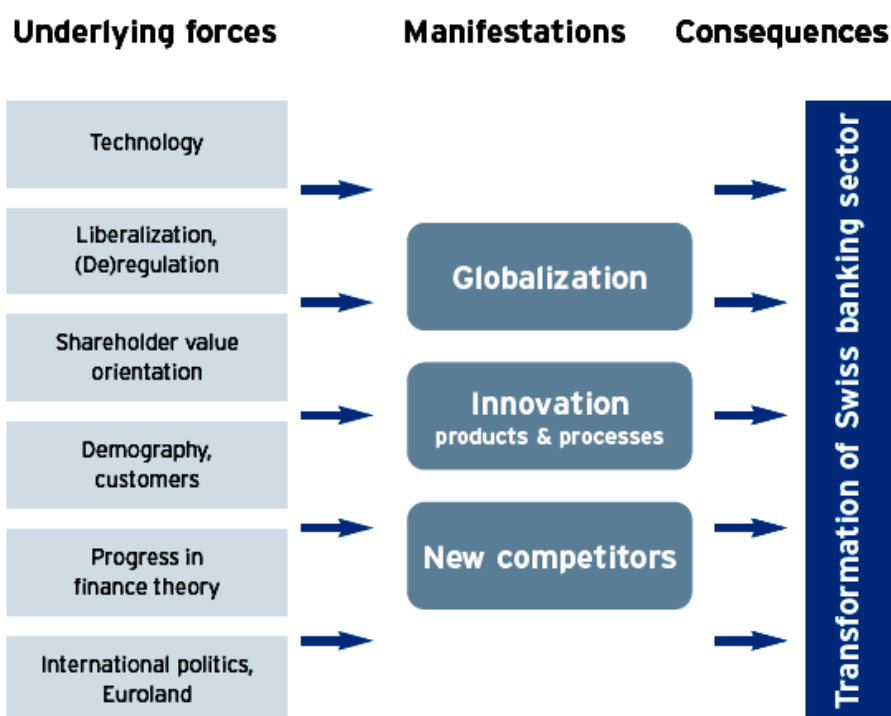 Underlying forces
Manifestations
Consequences
Technology
Liberalization,
(De)regulation
Shareholder value
orientation
Demography,
customers
Progress in
finance theory
International politics,
Euroland
Globalization
Innovation
products & processes
New competitors
Transformation of Swiss banking sector